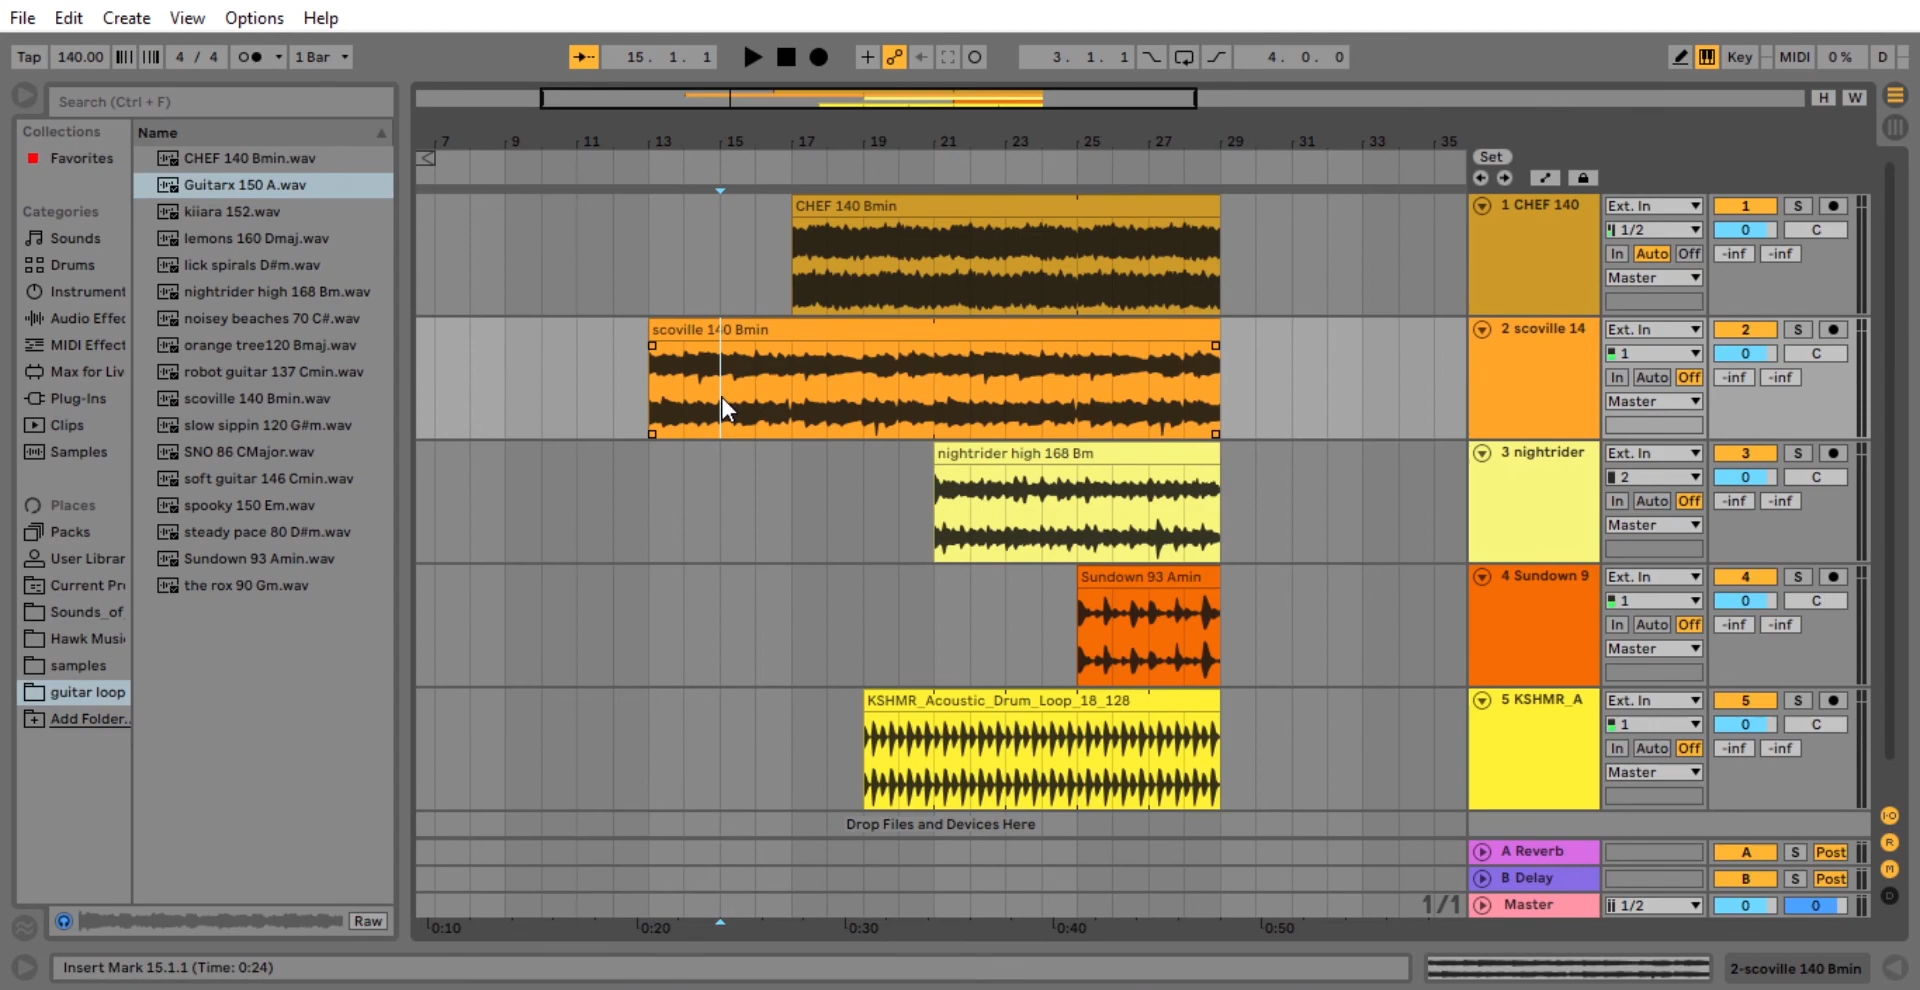 File Edit Create View Options Help
Tap 140.00 4 / 4 1 Bar 15. 1. 1 3. 1. 1 4. 0. 0 Key MIDI 0 % D
Search (Ctrl + F)
H W
Collections
Favorites
Categories
Sounds
Drums
Instrument
Audio Effec
MIDI Effect
Max for Liv
Plug-Ins
Clips
Samples
Places
Packs
User Librar
Current Pr
Sounds_of
Hawk Musi
samples
guitar loop
Add Folder..
Name
CHEF 140 Bmin.wav
Guitarx 150 A.wav
kiiara 152.wav
lemons 160 Dmaj.wav
lick spirals D#m.wav
nightrider high 168 Bm.wav
noisey beaches 70 C#.wav
orange tree120 Bmaj.wav
robot guitar 137 Cmin.wav
scoville 140 Bmin.wav
slow sippin 120 G#m.wav
SNO 86 CMajor.wav
soft guitar 146 Cmin.wav
spooky 150 Em.wav
steady pace 80 D#m.wav
Sundown 93 Amin.wav
the rox 90 Gm.wav
Raw
7 9 11 13 15 17 19 21 23 25 27 29 31 33 35
Set
CHEF 140 Bmin
1 CHEF 140 Ext. In 1 S
1/2 0 C
In Auto Off -inf -inf
Master
scoville 140 Bmin
2 scoville 14 Ext. In 2 S
1 0 C
In Auto Off -inf -inf
Master
nightrider high 168 Bm
3 nightrider Ext. In 3 S
2 0 C
In Auto Off -inf -inf
Master
Sundown 93 Amin
4 Sundown 9 Ext. In 4 S
1 0 C
In Auto Off -inf -inf
Master
KSHMR_Acoustic_Drum_Loop_18_128
5 KSHMR_A Ext. In 5 S
1 0 C
In Auto Off -inf -inf
Master
Drop Files and Devices Here
A Reverb A S Post
B Delay B S Post
1/1 Master 1/2 0 0
0:10 0:20 0:30 0:40 0:50
I·O
R
M
D
Insert Mark 15.1.1 (Time: 0:24)
2-scoville 140 Bmin